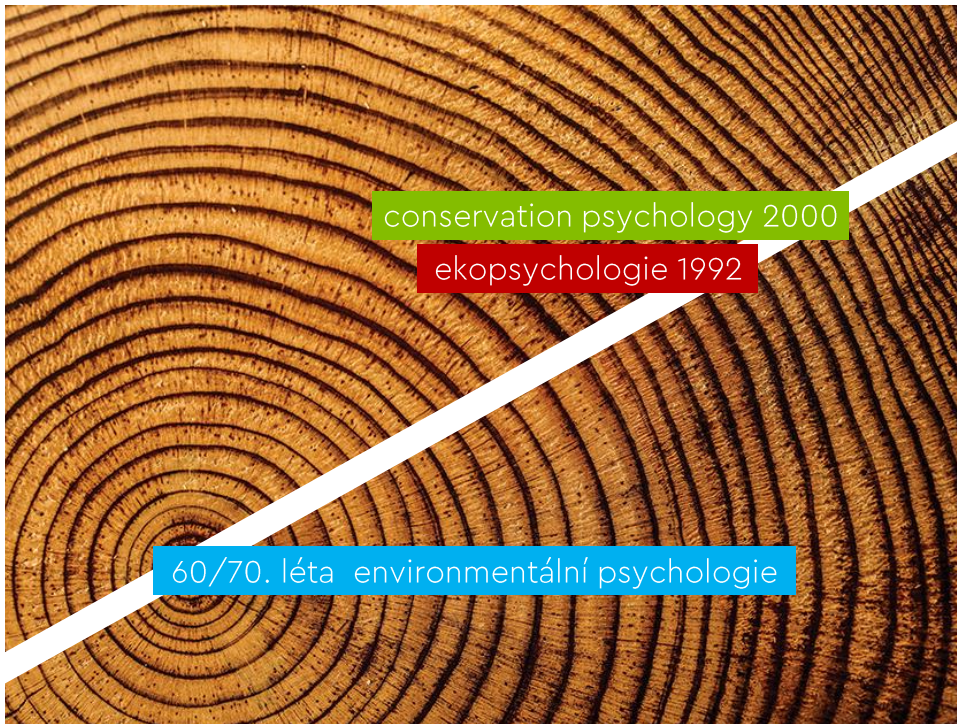 conservation psychology 2000
ekopsychologie 1992
60/70. léta environmentální psychologie